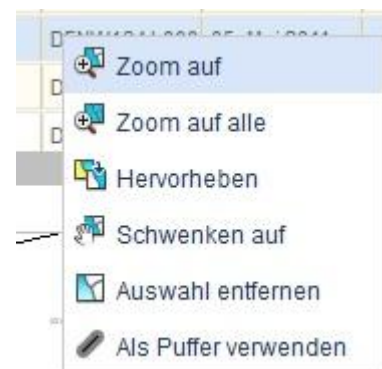 Zoom auf
Zoom auf alle
Hervorheben
Schwenken auf
Auswahl entfernen
Als Puffer verwenden